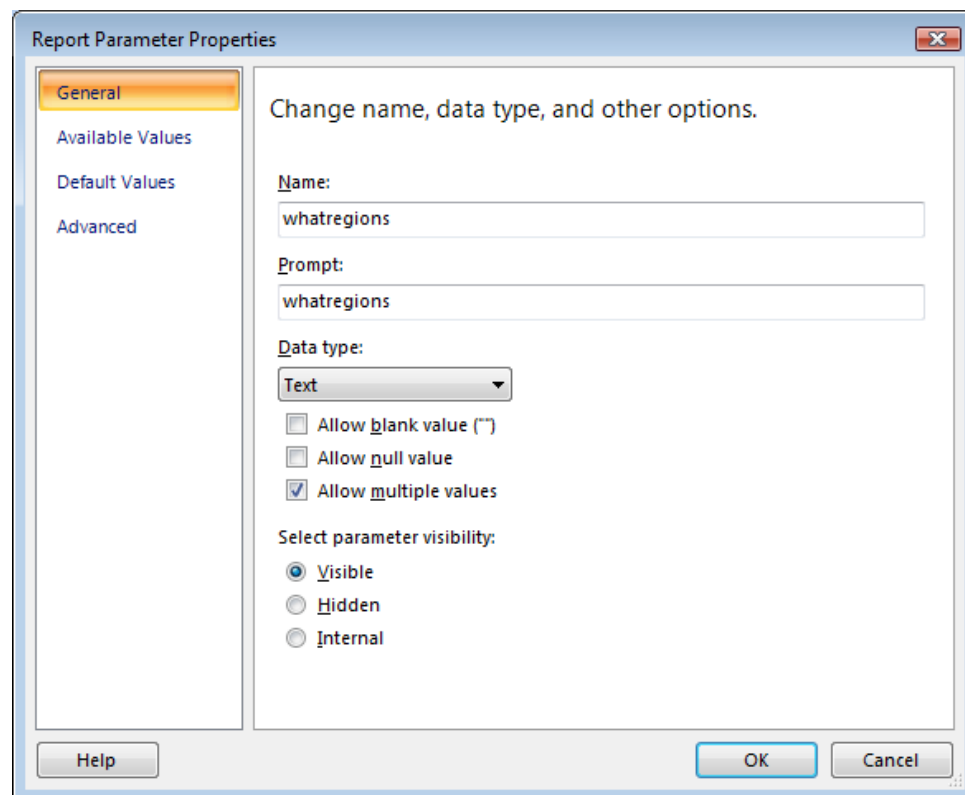 Report Parameter Properties
General
Available Values
Default Values
Advanced
Change name, data type, and other options.
Name:
whatregions
Prompt:
whatregions
Data type:
Text
Allow blank value ("")
Allow null value
Allow multiple values
Select parameter visibility:
Visible
Hidden
Internal
Help
OK
Cancel